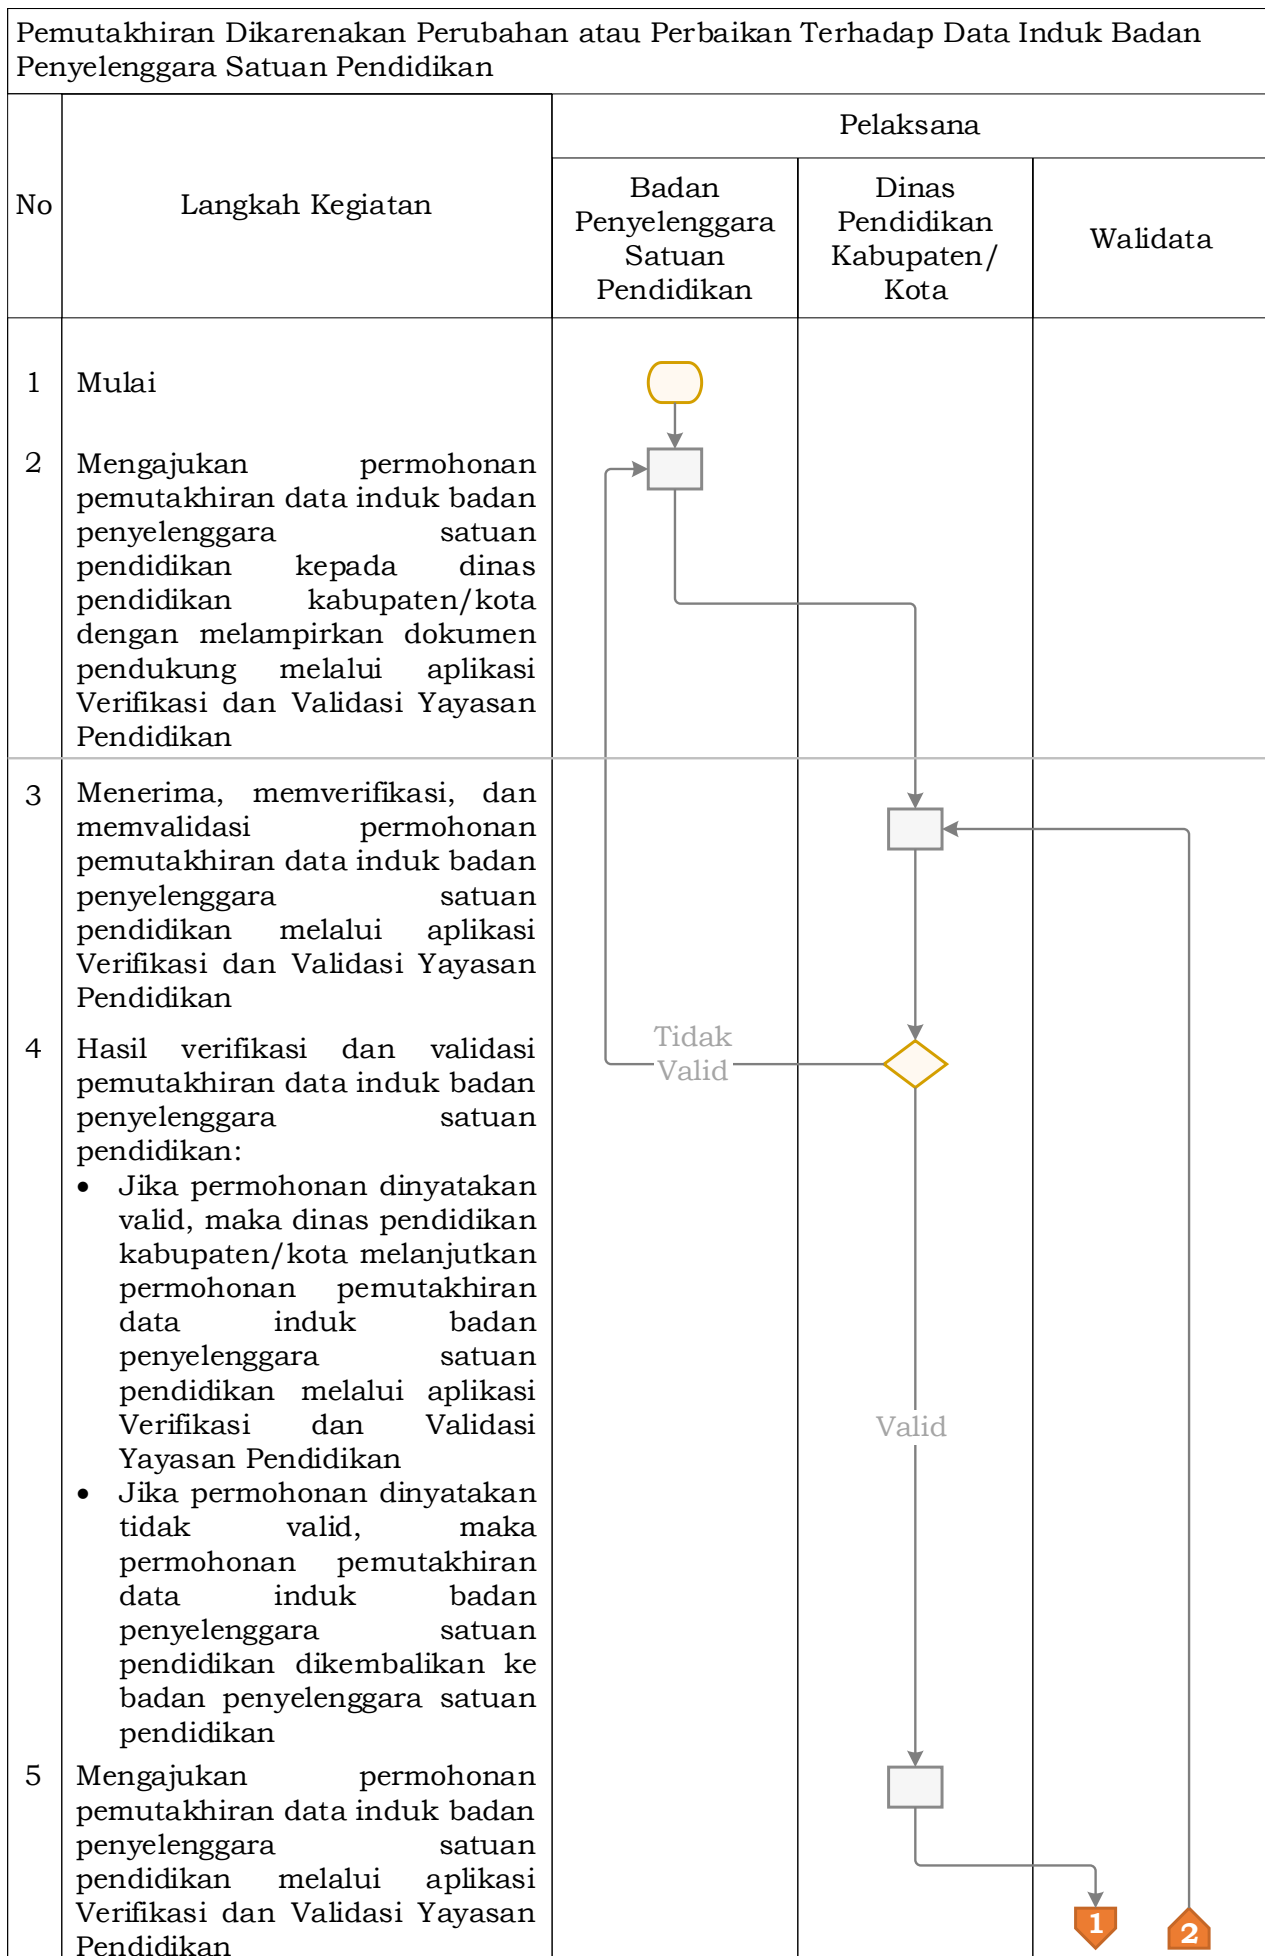 Pemutakhiran Dikarenakan Perubahan atau Perbaikan Terhadap Data Induk Badan
Penyelenggara Satuan Pendidikan
No
Langkah Kegiatan
Pelaksana
Badan
Penyelenggara
Satuan
Pendidikan
Dinas
Pendidikan
Kabupaten/
Kota
Walidata
1
Mulai
2
Mengajukan permohonan
pemutakhiran data induk badan
penyelenggara satuan
pendidikan kepada dinas
pendidikan kabupaten/kota
dengan melampirkan dokumen
pendukung melalui aplikasi
Verifikasi dan Validasi Yayasan
Pendidikan
3
Menerima, memverifikasi, dan
memvalidasi permohonan
pemutakhiran data induk badan
penyelenggara satuan
pendidikan melalui aplikasi
Verifikasi dan Validasi Yayasan
Pendidikan
4
Hasil verifikasi dan validasi
pemutakhiran data induk badan
penyelenggara satuan
pendidikan:
• Jika permohonan dinyatakan
valid, maka dinas pendidikan
kabupaten/kota melanjutkan
permohonan pemutakhiran
data induk badan
penyelenggara satuan
pendidikan melalui aplikasi
Verifikasi dan Validasi
Yayasan Pendidikan
• Jika permohonan dinyatakan
tidak valid, maka
permohonan pemutakhiran
data induk badan
penyelenggara satuan
pendidikan dikembalikan ke
badan penyelenggara satuan
pendidikan
Tidak
Valid
Valid
5
Mengajukan permohonan
pemutakhiran data induk badan
penyelenggara satuan
pendidikan melalui aplikasi
Verifikasi dan Validasi Yayasan
Pendidikan
1
2